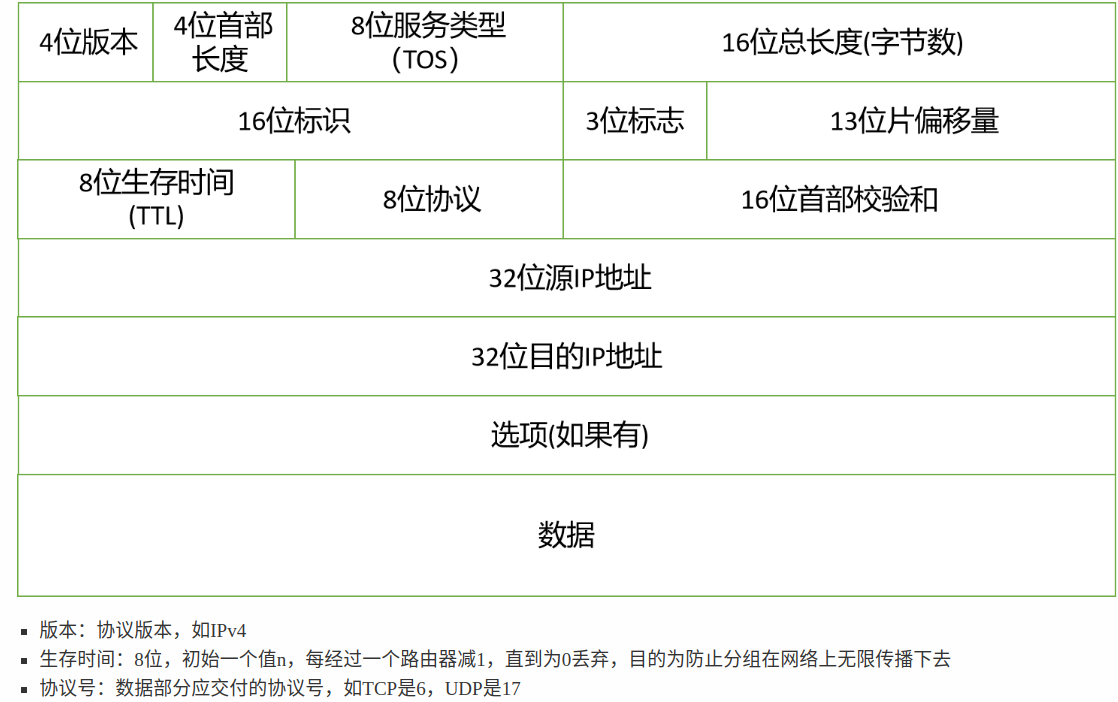 4位版本
4位首部
长度
8位服务类型
（TOS）
16位总长度(字节数)
16位标识
3位标志
13位片偏移量
8位生存时间
(TTL)
8位协议
16位首部校验和
32位源IP地址
32位目的IP地址
选项(如果有)
数据
版本：协议版本，如IPv4
生存时间：8位，初始一个值n，每经过一个路由器减1，直到为0丢弃，目的为防止分组在网络上无限传播下去
协议号：数据部分应交付的协议号，如TCP是6，UDP是17